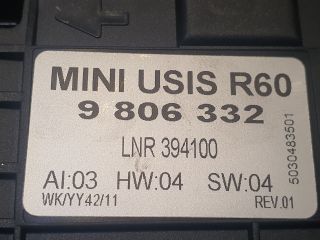 MINI USIS R60
9 806 332
LNR 394100
AI:03 HW:04 SW:04
WK/YY42/11 REV.01
5030483501